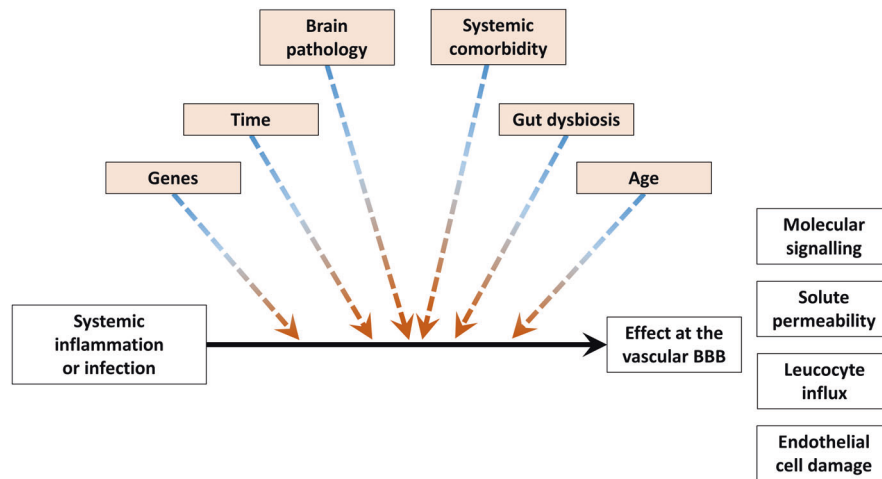 Brain
pathology
Systemic
comorbidity
Time
Gut dysbiosis
Genes
Age
Systemic
inflammation
or infection
Effect at the
vascular BBB
Molecular
signalling
Solute
permeability
Leucocyte
influx
Endothelial
cell damage